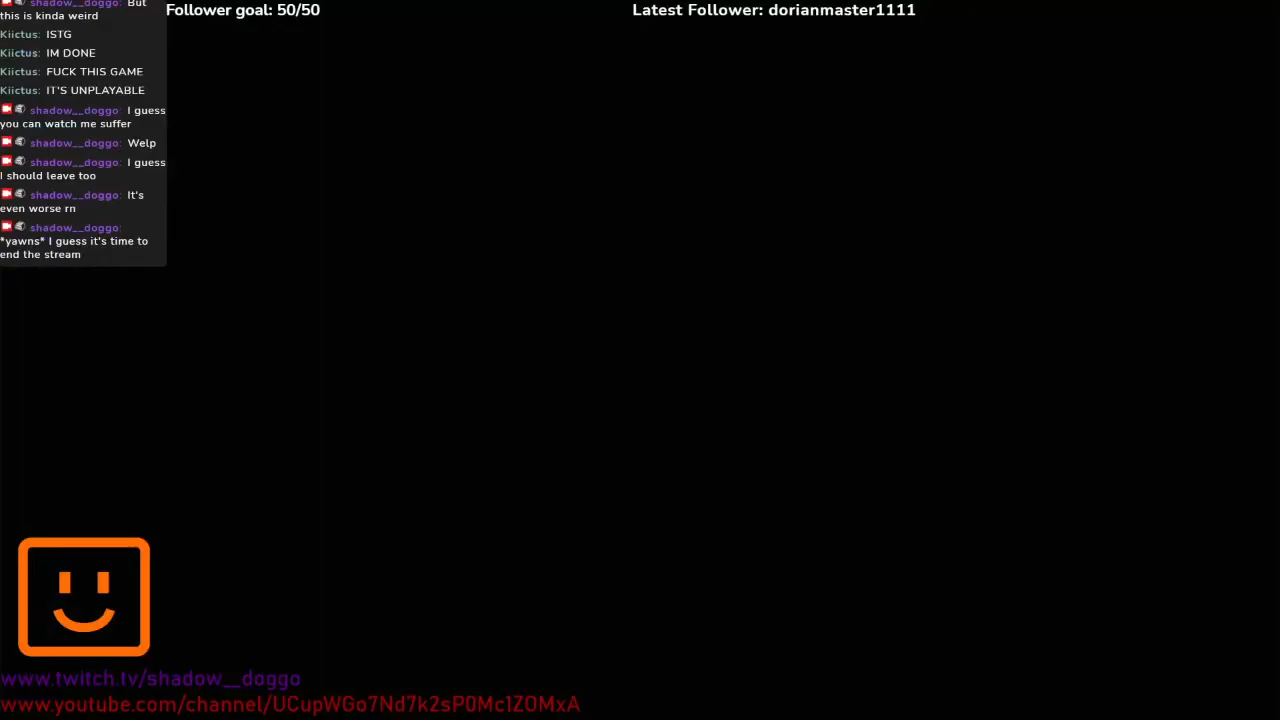 shadow__doggo: But
this is kinda weird
Kiictus: ISTG
Kiictus: IM DONE
Kiictus: FUCK THIS GAME
Kiictus: IT'S UNPLAYABLE
shadow__doggo: I guess
you can watch me suffer
shadow__doggo: Welp
shadow__doggo: I guess
I should leave too
shadow__doggo: It's
even worse rn
shadow__doggo:
*yawns* I guess it's time to
end the stream
Follower goal: 50/50
Latest Follower: dorianmaster1111
www.twitch.tv/shadow__doggo
www.youtube.com/channel/UCupWGo7Nd7k2sP0Mc1ZOMxA